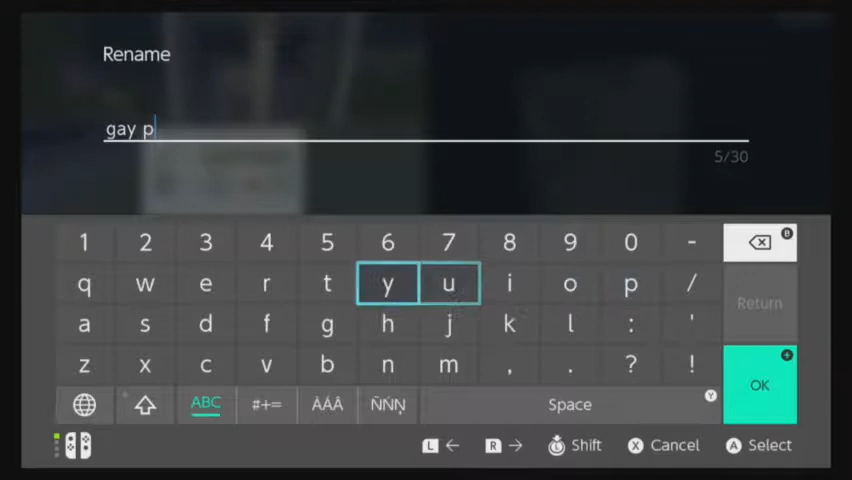 Rename
gay p
5/30
1 2 3 4 5 6 7 8 9 0 -
q w e r t y u i o p /
a s d f g h j k l : '
z x c v b n m , . ? !
B
Return
+
OK
ABC #+= ÀÁÂ ÑŃŅ Space Y
L ← R → L Shift X Cancel A Select